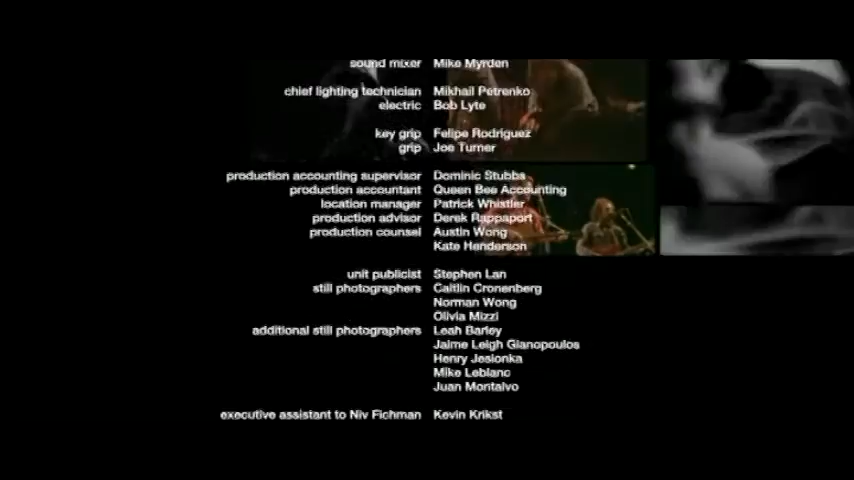 sound mixer Mike Myrden
chief lighting technician Mikhail Petrenko
electric Bob Lyte
key grip Felipe Rodriguez
grip Joe Turner
production accounting supervisor Dominic Stubbs
production accountant Queen Bee Accounting
location manager Patrick Whistler
production advisor Derek Rappaport
production counsel Austin Wong
Kate Henderson
unit publicist Stephen Lan
still photographers Caitlin Cronenberg
Norman Wong
Olivia Mizzi
additional still photographers Leah Barley
Jaime Leigh Gianopoulos
Henry Jesionka
Mike Leblanc
Juan Montalvo
executive assistant to Niv Fichman Kevin Krikst